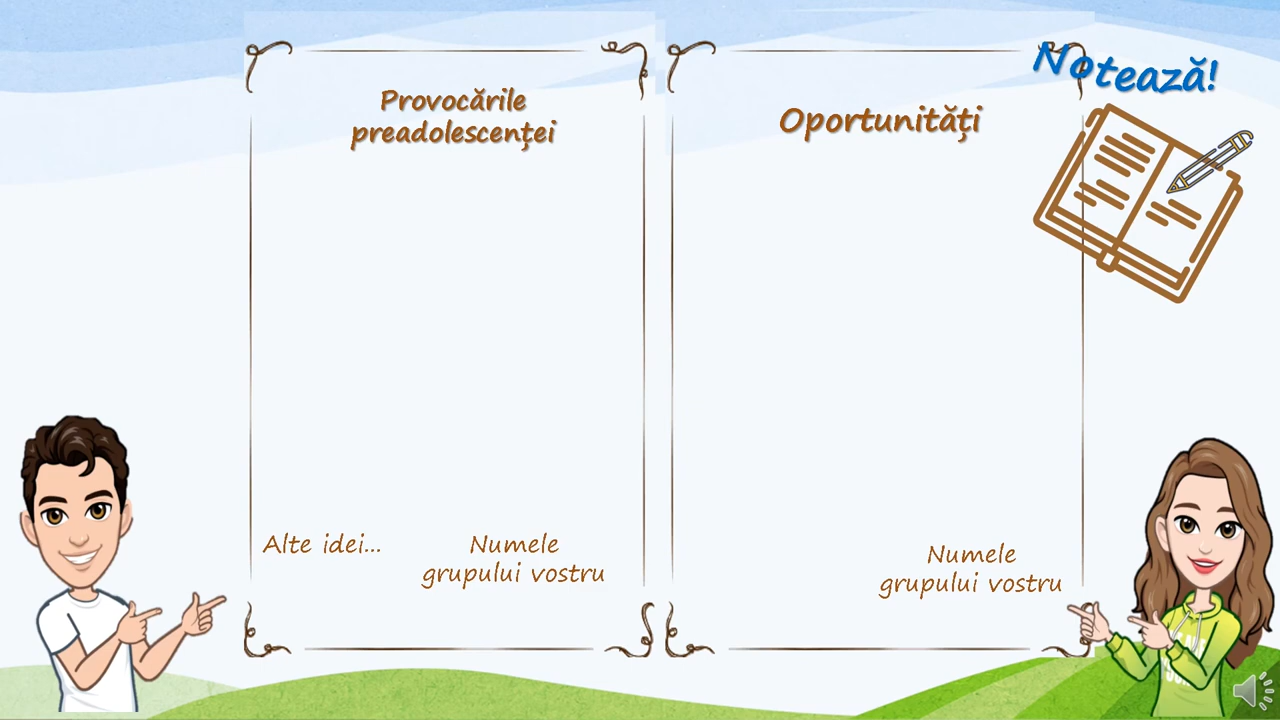 Notează!
Provocările
preadolescenței
Oportunități
Alte idei...
Numele
grupului vostru
Numele
grupului vostru